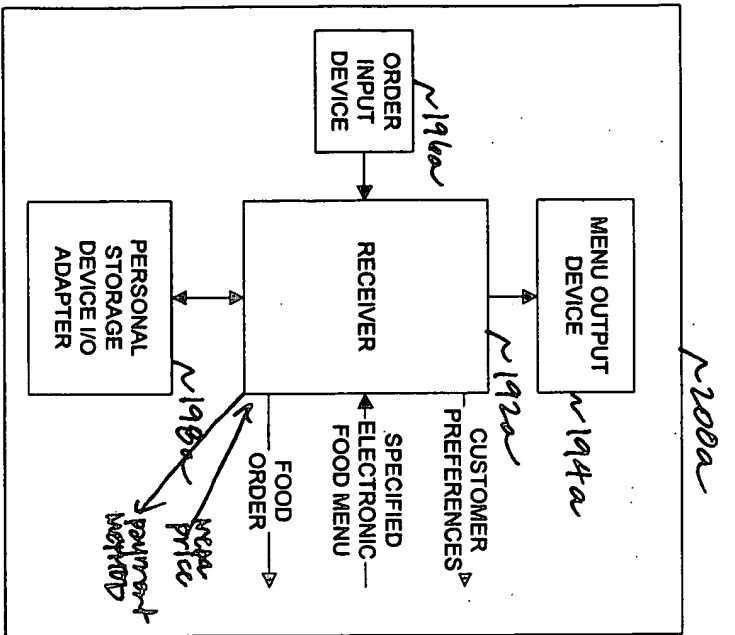 ~200a
ORDER
INPUT
DEVICE
~196a
MENU OUTPUT
DEVICE
~194a
RECEIVER
~192a
CUSTOMER
PREFERENCES
SPECIFIED
ELECTRONIC
FOOD MENU
FOOD
ORDER
PERSONAL
STORAGE
DEVICE I/O
ADAPTER
~198a
price
payment
method